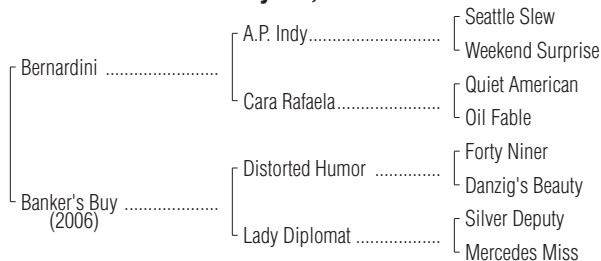 Seattle Slew
A.P. Indy
Weekend Surprise
Bernardini
Quiet American
Cara Rafaela
Oil Fable
Forty Niner
Distorted Humor
Danzig's Beauty
Banker's Buy
(2006)
Silver Deputy
Lady Diplomat
Mercedes Miss